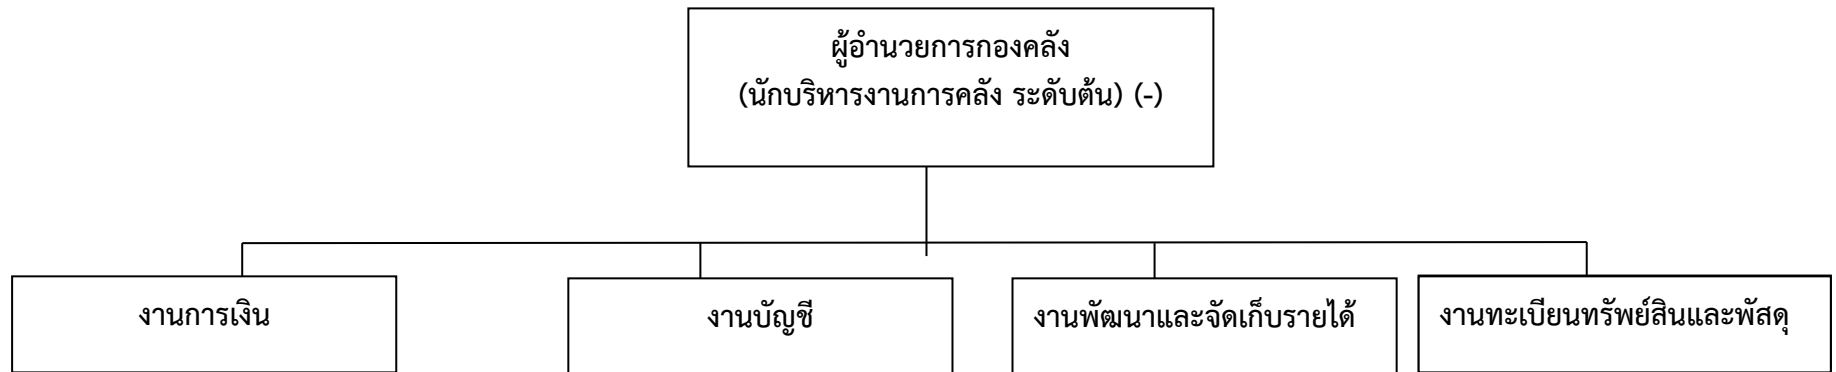 ผู้อำนวยการกองคลัง
(นักบริหารงานการคลัง ระดับต้น) (-)
งานการเงิน
งานบัญชี
งานพัฒนาและจัดเก็บรายได้
งานทะเบียนทรัพย์สินและพัสดุ